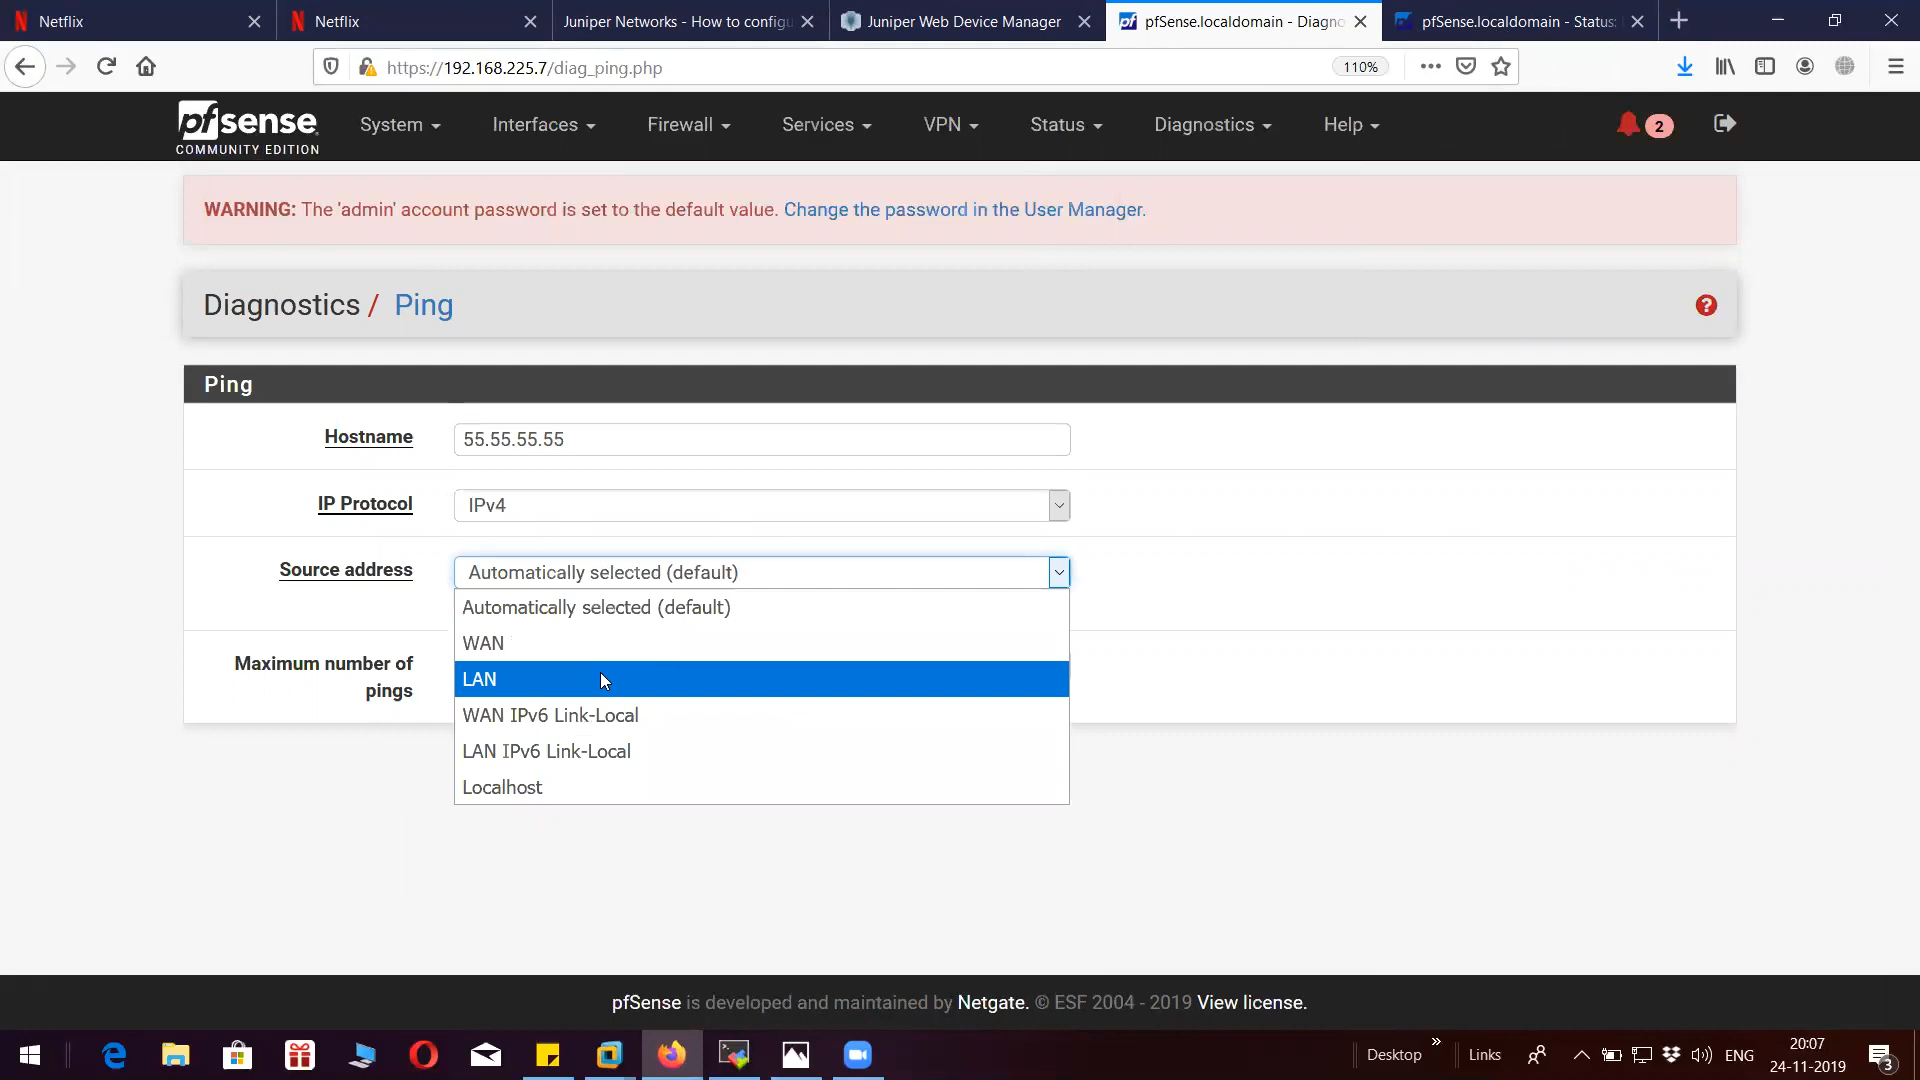 Netflix
Netflix
Juniper Networks - How to configu
Juniper Web Device Manager
pfSense.localdomain - Diagno
pfSense.localdomain - Status:
https://192.168.225.7/diag_ping.php
110%
pfsense
COMMUNITY EDITION
System
Interfaces
Firewall
Services
VPN
Status
Diagnostics
Help
2
WARNING: The 'admin' account password is set to the default value. Change the password in the User Manager.
Diagnostics / Ping
Ping
Hostname
55.55.55.55
IP Protocol
IPv4
Source address
Automatically selected (default)
Automatically selected (default)
WAN
LAN
WAN IPv6 Link-Local
LAN IPv6 Link-Local
Localhost
Maximum number of
pings
pfSense is developed and maintained by Netgate. © ESF 2004 - 2019 View license.
Desktop
Links
ENG
20:07
24-11-2019
3